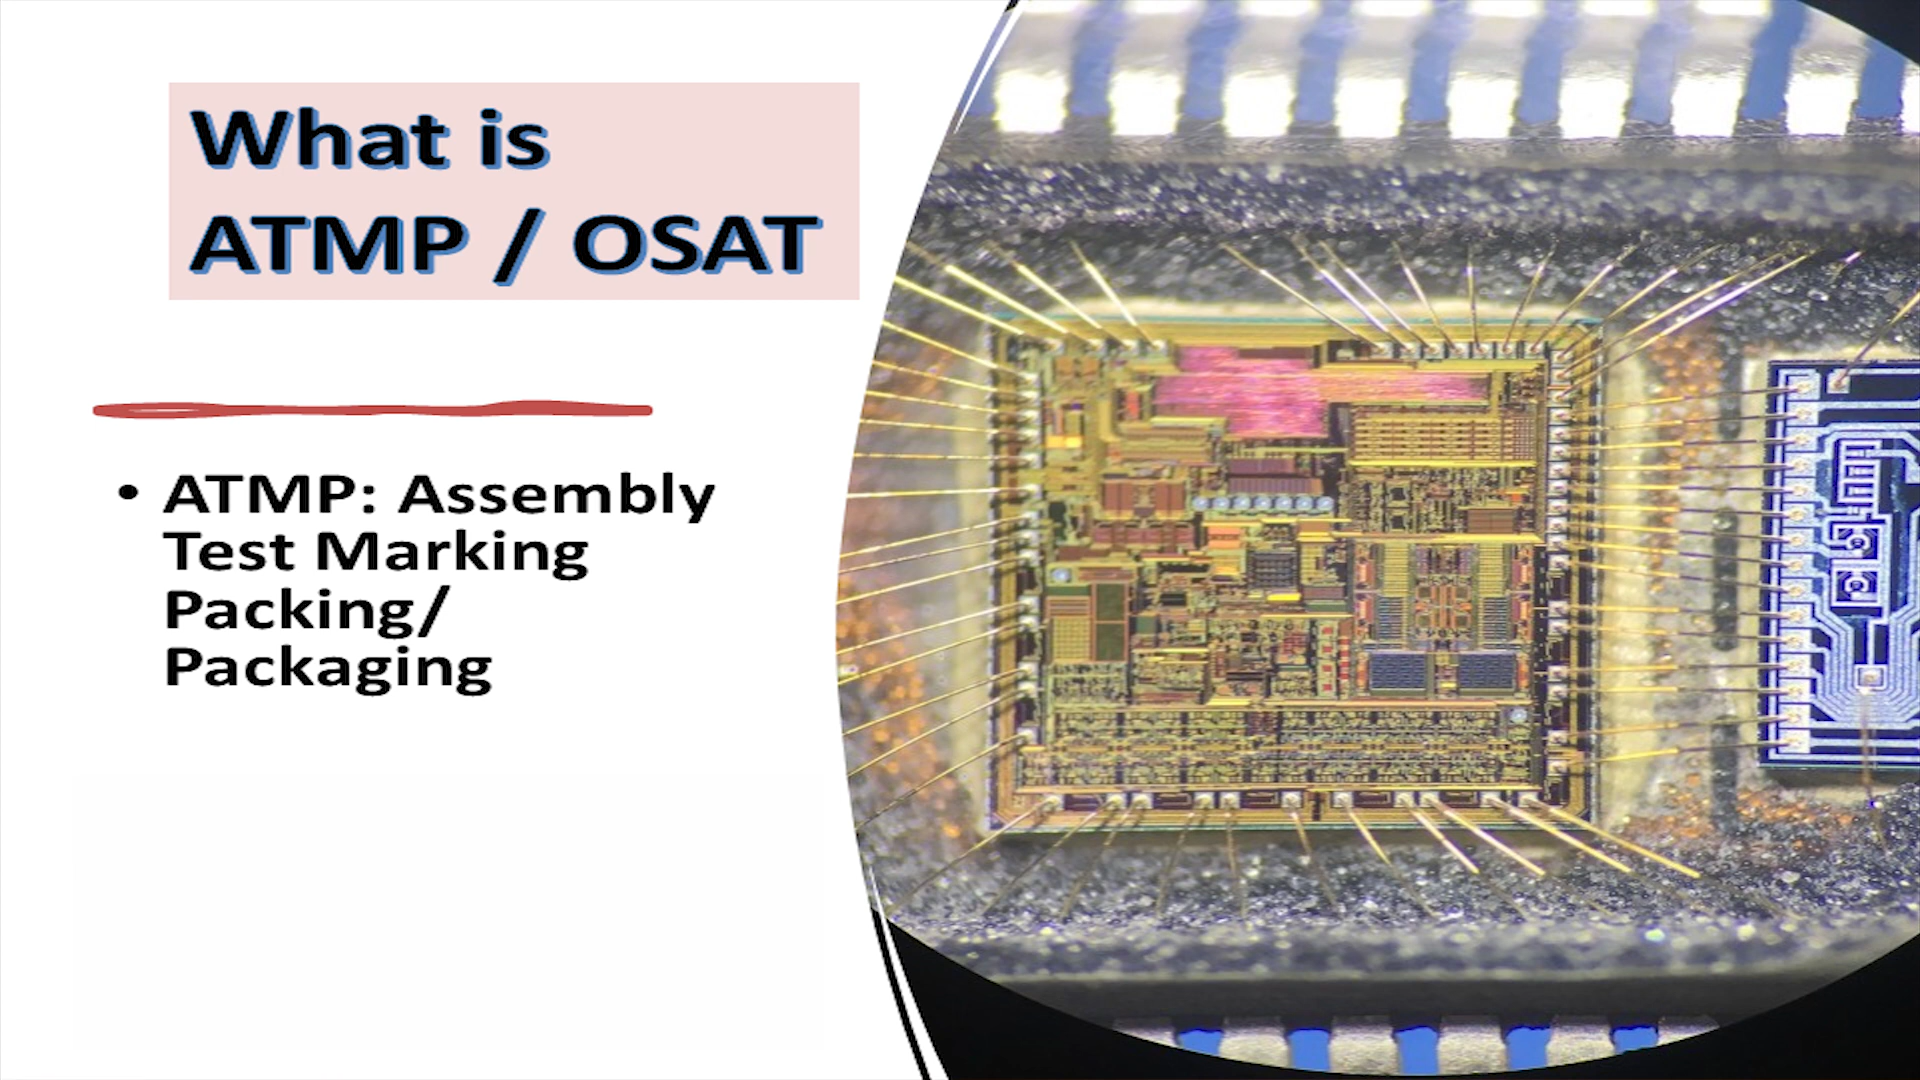 What is
ATMP / OSAT
• ATMP: Assembly
Test Marking
Packing/
Packaging